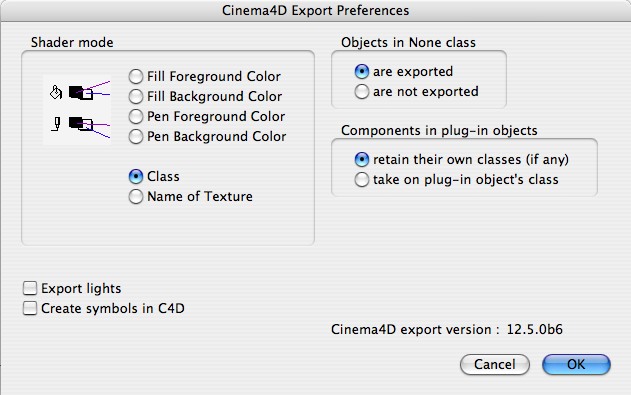 Cinema4D Export Preferences
Shader mode
Fill Foreground Color
Fill Background Color
Pen Foreground Color
Pen Background Color
Class
Name of Texture
Objects in None class
are exported
are not exported
Components in plug-in objects
retain their own classes (if any)
take on plug-in object's class
Export lights
Create symbols in C4D
Cinema4D export version : 12.5.0b6
Cancel
OK